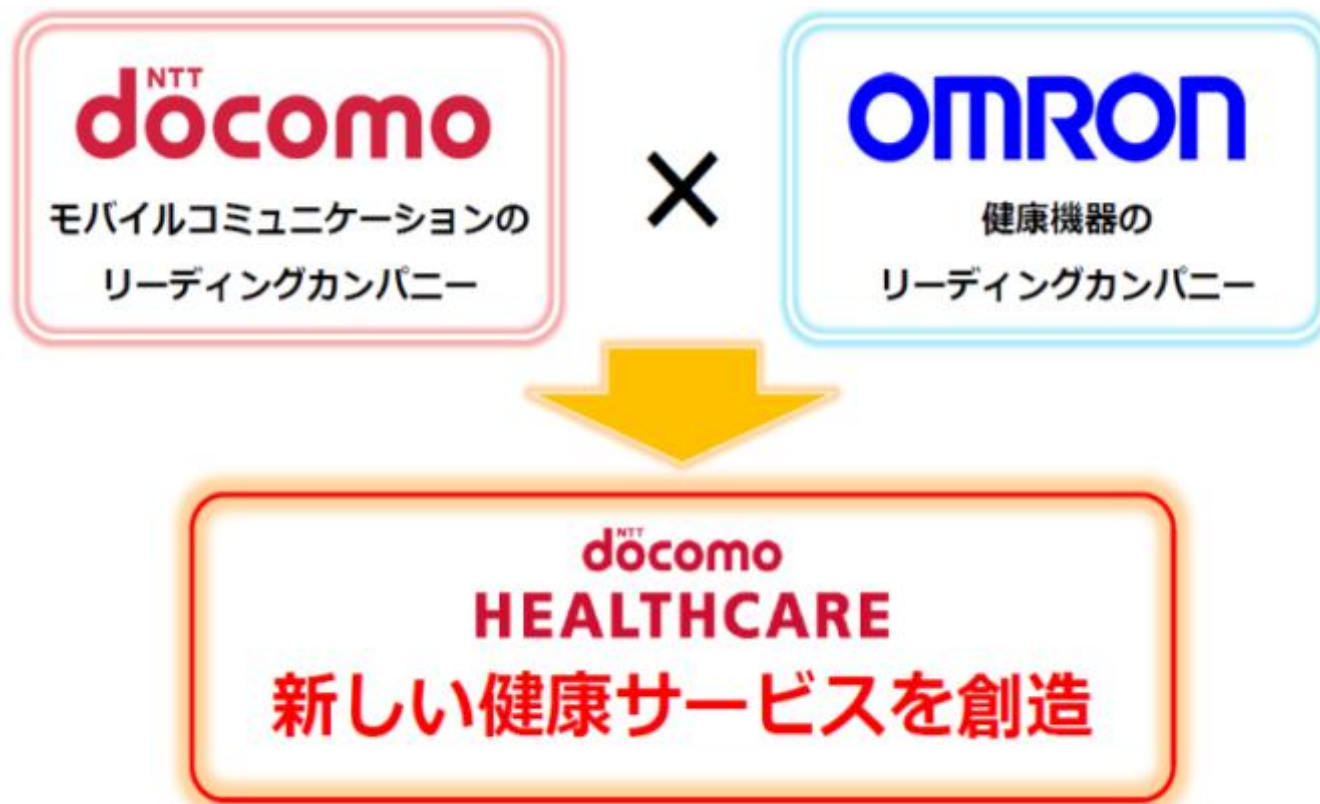 NTT
docomo
モバイルコミュニケーションの
リーディングカンパニー
×
OMRON
健康機器の
リーディングカンパニー
NTT
docomo
HEALTHCARE
新しい健康サービスを創造